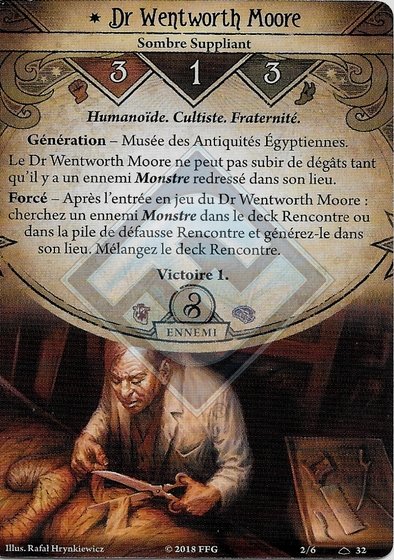 ✷ Dr Wentworth Moore
Sombre Suppliant
3 1 3
Humanoïde. Cultiste. Fraternité.
Génération – Musée des Antiquités Égyptiennes.
Le Dr Wentworth Moore ne peut pas subir de dégâts tant
qu'il y a un ennemi Monstre redressé dans son lieu.
Forcé – Après l'entrée en jeu du Dr Wentworth Moore :
cherchez un ennemi Monstre dans le deck Rencontre ou
dans la pile de défausse Rencontre et générez-le dans
son lieu. Mélangez le deck Rencontre.
Victoire 1.
ENNEMI
Illus. Rafał Hrynkiewicz © 2018 FFG 2/6 32